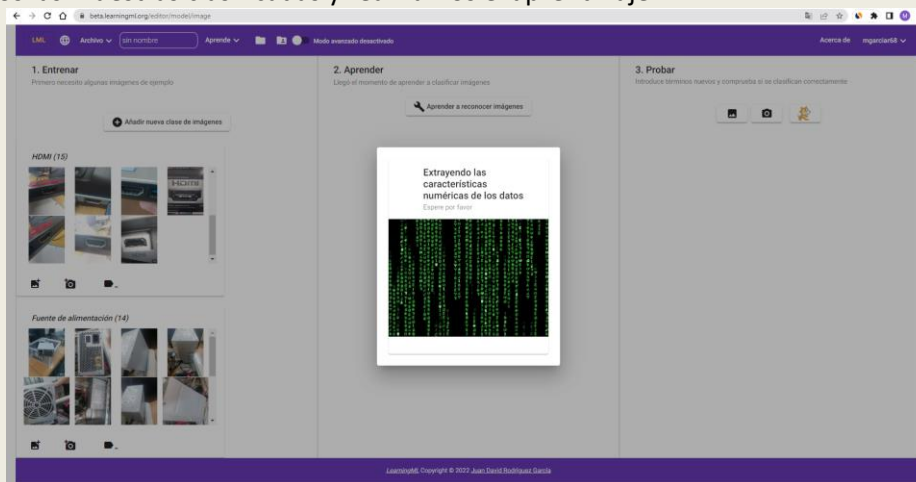 beta.learningml.org/editor/model/image
LML Archivo sin nombre Aprende Modo avanzado desactivado Acerca de mgarciar68
1. Entrenar
Primero necesito algunas imágenes de ejemplo
Añadir nueva clase de imágenes
HDMI (15)
HDMI
Fuente de alimentación (14)
2. Aprender
Llegó el momento de aprender a clasificar imágenes
Aprender a reconocer imágenes
Extrayendo las
características
numéricas de los datos
Espere por favor
3. Probar
Introduce términos nuevos y comprueba si se clasifican correctamente
LearningML Copyright © 2022 Juan David Rodríguez García